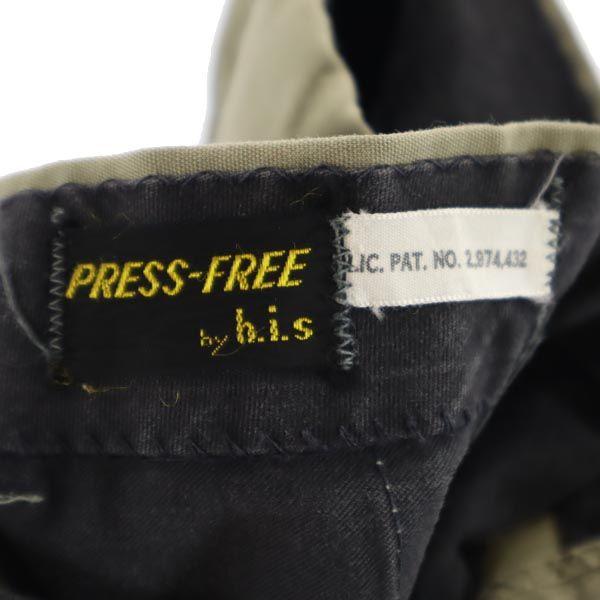 PRESS-FREE
by h.i.s
LIC. PAT. NO. 2,974,432